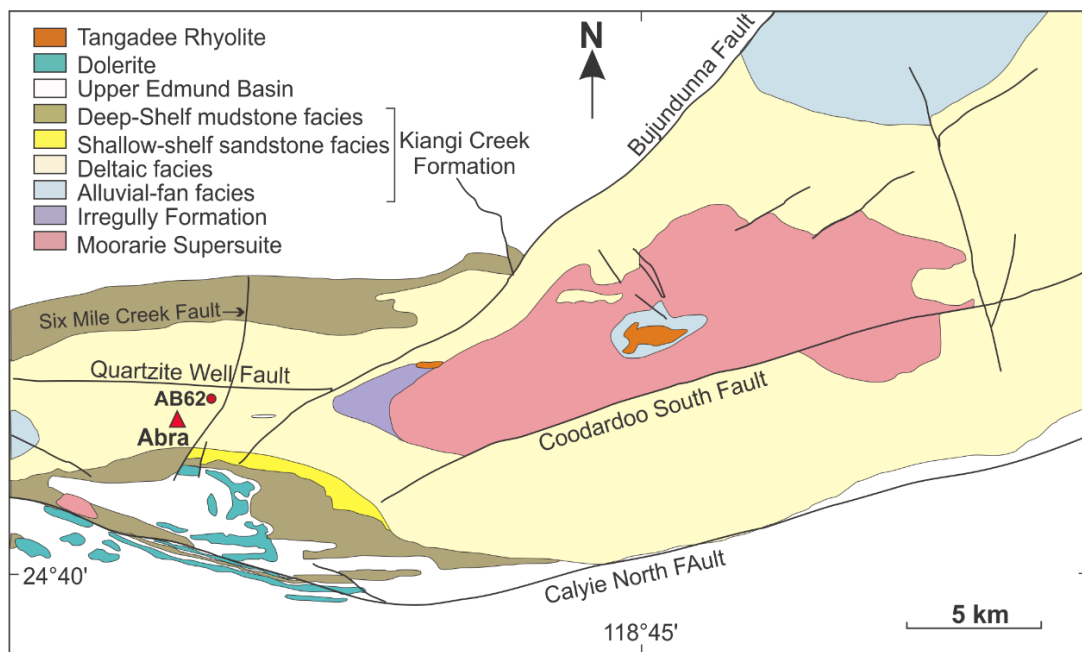 Tangadee Rhyolite
Dolerite
Upper Edmund Basin
Deep-Shelf mudstone facies
Shallow-shelf sandstone facies
Deltaic facies
Alluvial-fan facies
Irregully Formation
Moorarie Supersuite
Kiangi Creek
Formation
N
Bujundunna Fault
Six Mile Creek Fault
Quartzite Well Fault
AB62
Abra
Coodardoo South Fault
Calyie North FAult
24°40'
118°45'
5 km